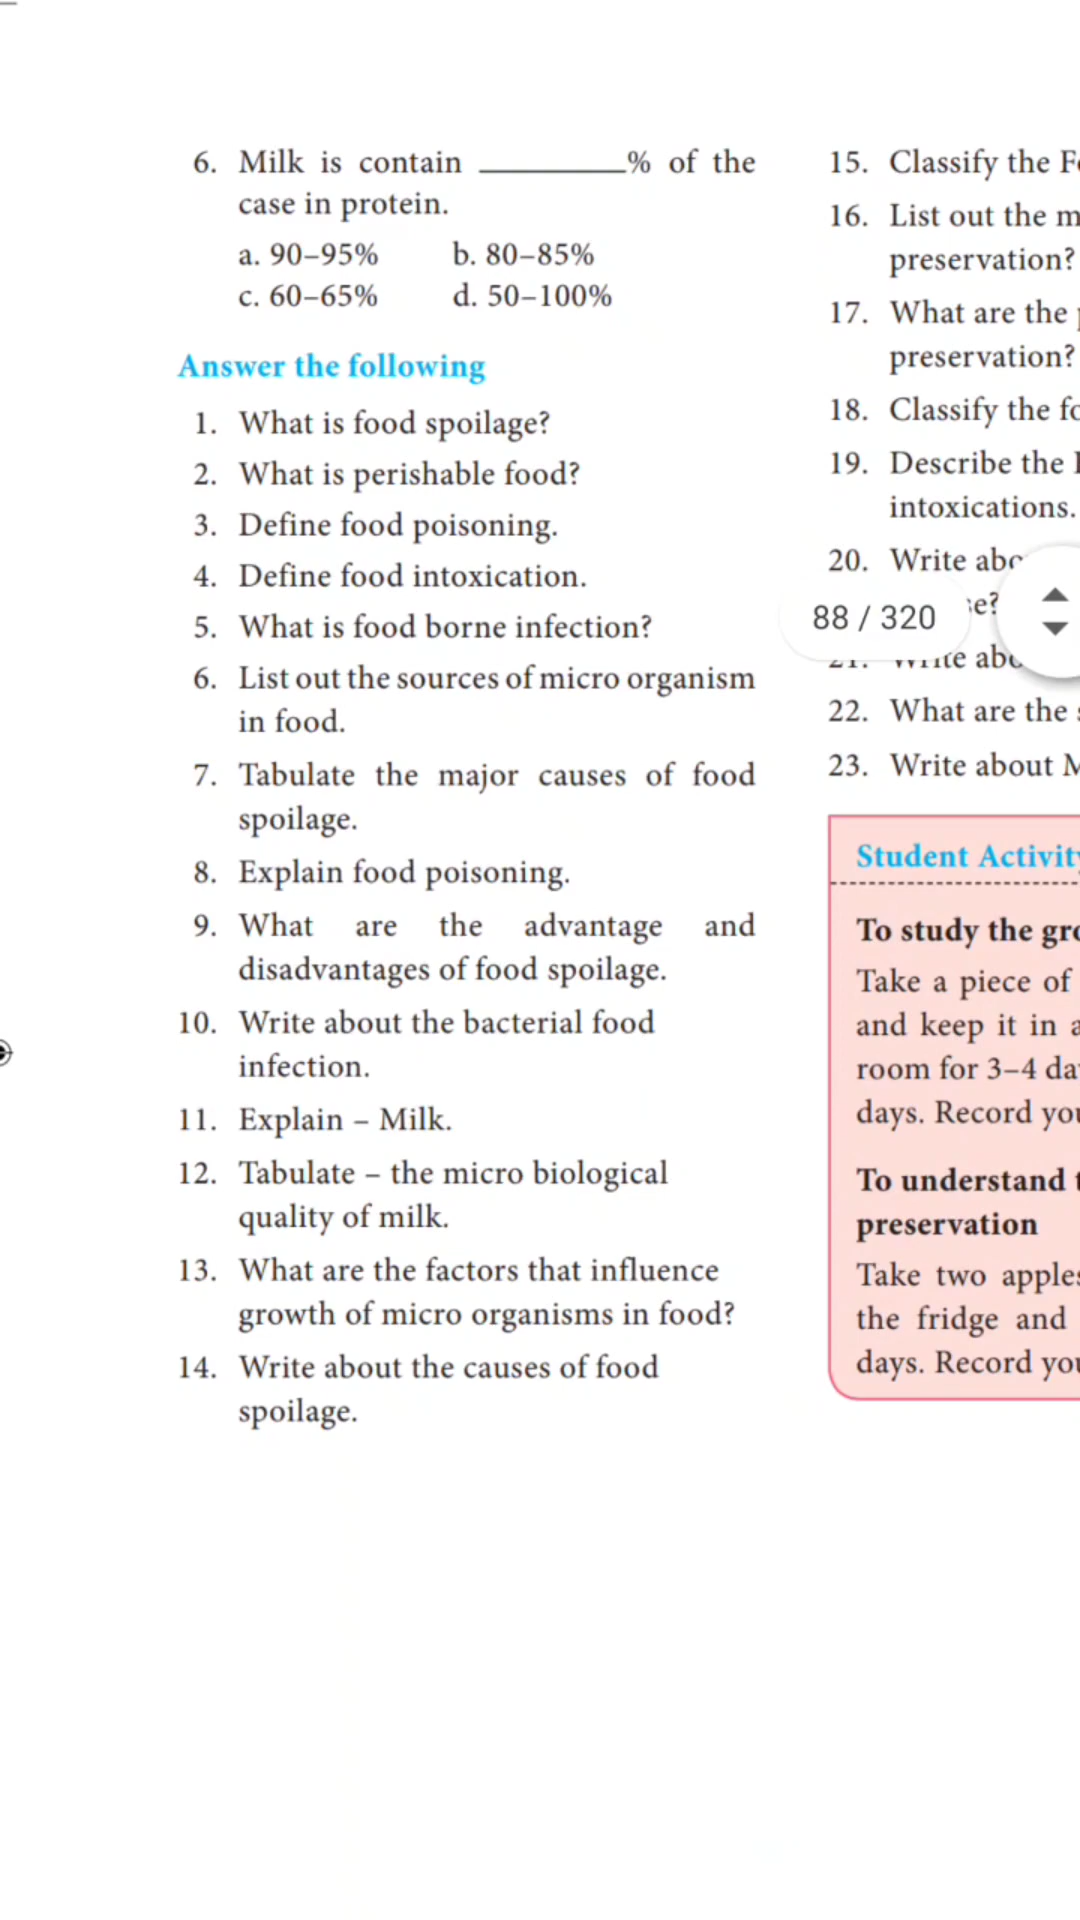 6. Milk is contain __________% of the
case in protein.
a. 90–95% b. 80–85%
c. 60–65% d. 50–100%
Answer the following
1. What is food spoilage?
2. What is perishable food?
3. Define food poisoning.
4. Define food intoxication.
5. What is food borne infection?
6. List out the sources of micro organism
in food.
7. Tabulate the major causes of food
spoilage.
8. Explain food poisoning.
9. What are the advantage and
disadvantages of food spoilage.
10. Write about the bacterial food
infection.
11. Explain – Milk.
12. Tabulate – the micro biological
quality of milk.
13. What are the factors that influence
growth of micro organisms in food?
14. Write about the causes of food
spoilage.
15. Classify the
16. List out the
preservation?
17. What are the
preservation?
18. Classify the
19. Describe the
intoxications.
20. Write
88 / 320
22. What are the
23. Write about
Student
To study the
Take a piece of
and keep it in
room for 3–4
days. Record
To understand
preservation
Take two
the fridge and
days. Record